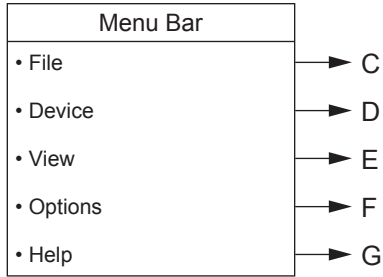 Menu Bar
• File C
• Device D
• View E
• Options F
• Help G